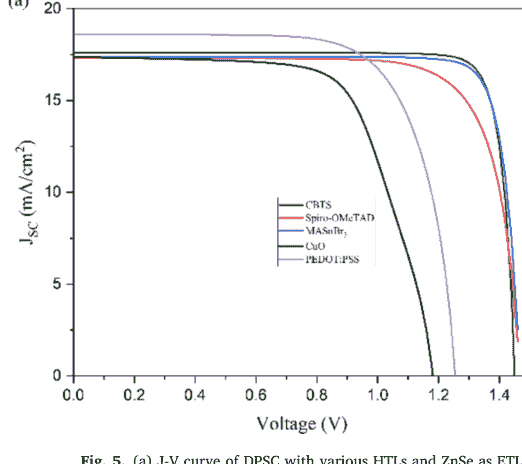 (a)
20
15
10
5
0
J_SC (mA/cm²)
CBTS
Spiro-OMeTAD
MASnBr₃
CuO
PEDOT:PSS
0.0 0.2 0.4 0.6 0.8 1.0 1.2 1.4
Voltage (V)
Fig. 5. (a) J-V curve of DPSC with various HTLs and ZnSe as ETL